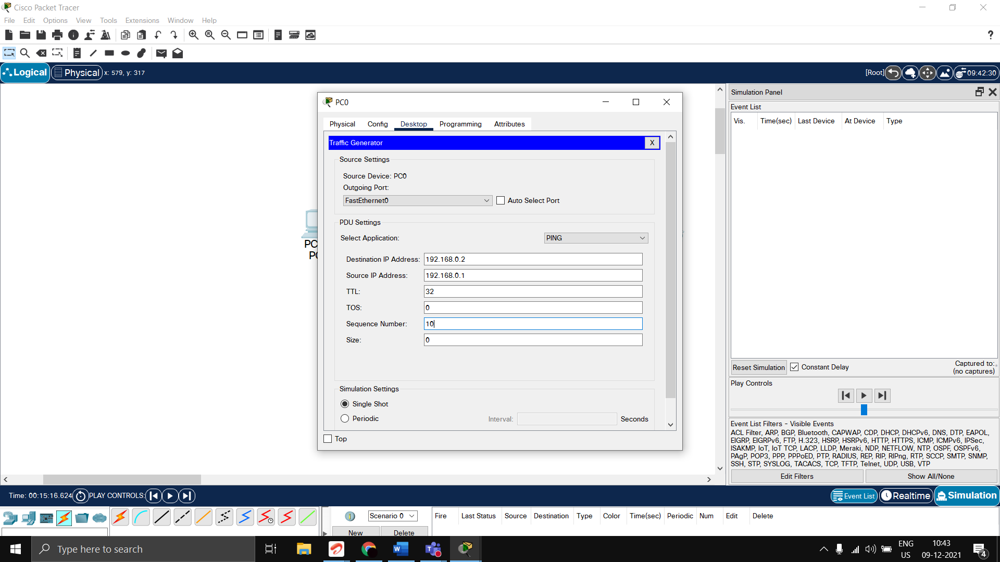 Cisco Packet Tracer
File Edit Options View Tools Extensions Window Help
?
Logical Physical x: 579, y: 317
[Root] 09:42:30
PC0
Physical Config Desktop Programming Attributes
Traffic Generator X
Source Settings
Source Device: PC0
Outgoing Port:
FastEthernet0 Auto Select Port
PDU Settings
Select Application: PING
Destination IP Address: 192.168.0.2
Source IP Address: 192.168.0.1
TTL: 32
TOS: 0
Sequence Number: 10
Size: 0
Simulation Settings
Single Shot
Periodic Interval: Seconds
Top
Simulation Panel
Event List
Vis. Time(sec) Last Device At Device Type
Reset Simulation Constant Delay
Captured to:
(no captures)
Play Controls
Event List Filters - Visible Events
ACL Filter, ARP, BGP, Bluetooth, CAPWAP, CDP, DHCP, DHCPv6, DNS, DTP, EAPOL,
EIGRP, EIGRPv6, FTP, H.323, HSRP, HSRPv6, HTTP, HTTPS, ICMP, ICMPv6, IPSec,
ISAKMP, IoT, IoT TCP, LACP, LLDP, Meraki, NDP, NETFLOW, NTP, OSPF, OSPFv6,
PAgP, POP3, PPP, PPPoED, PTP, RADIUS, REP, RIP, RIPng, RTP, SCCP, SMTP, SNMP,
SSH, STP, SYSLOG, TACACS, TCP, TFTP, Telnet, UDP, USB, VTP
Edit Filters Show All/None
Time: 00:15:16.624 PLAY CONTROLS:
Event List Realtime Simulation
Scenario 0
New Delete
Fire Last Status Source Destination Type Color Time(sec) Periodic Num Edit Delete
Type here to search
ENG
US
10:43
09-12-2021
4